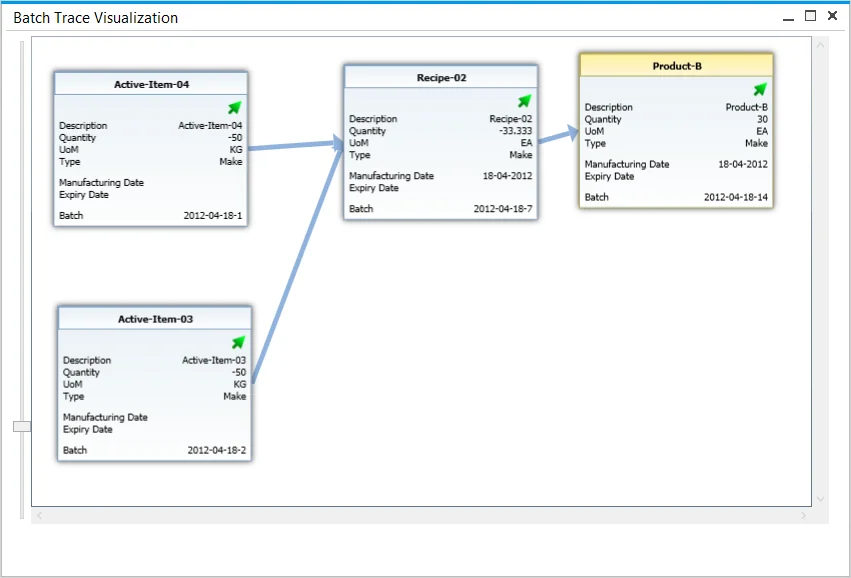 Batch Trace Visualization
Active-Item-04
Description Active-Item-04
Quantity -50
UoM KG
Type Make
Manufacturing Date
Expiry Date
Batch 2012-04-18-1
Recipe-02
Description Recipe-02
Quantity -33.333
UoM EA
Type Make
Manufacturing Date 18-04-2012
Expiry Date
Batch 2012-04-18-7
Product-B
Description Product-B
Quantity 30
UoM EA
Type Make
Manufacturing Date 18-04-2012
Expiry Date
Batch 2012-04-18-14
Active-Item-03
Description Active-Item-03
Quantity -50
UoM KG
Type Make
Manufacturing Date
Expiry Date
Batch 2012-04-18-2